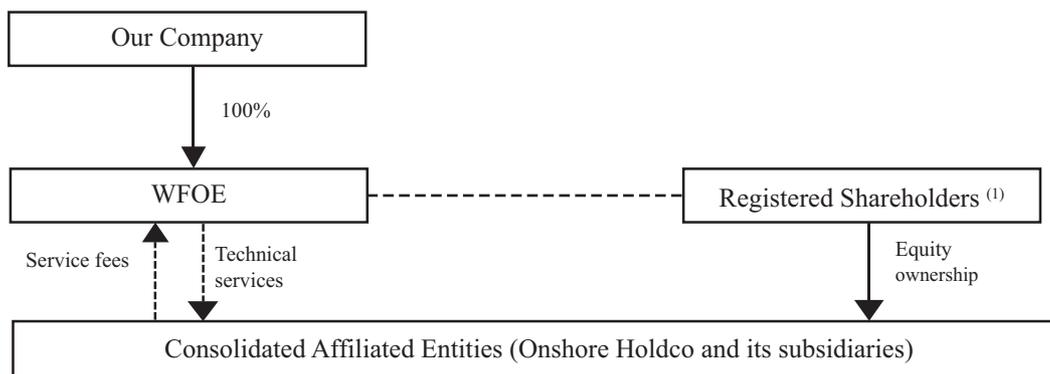 Our Company
100%
WFOE
Registered Shareholders (1)
Service fees
Technical
services
Equity
ownership
Consolidated Affiliated Entities (Onshore Holdco and its subsidiaries)